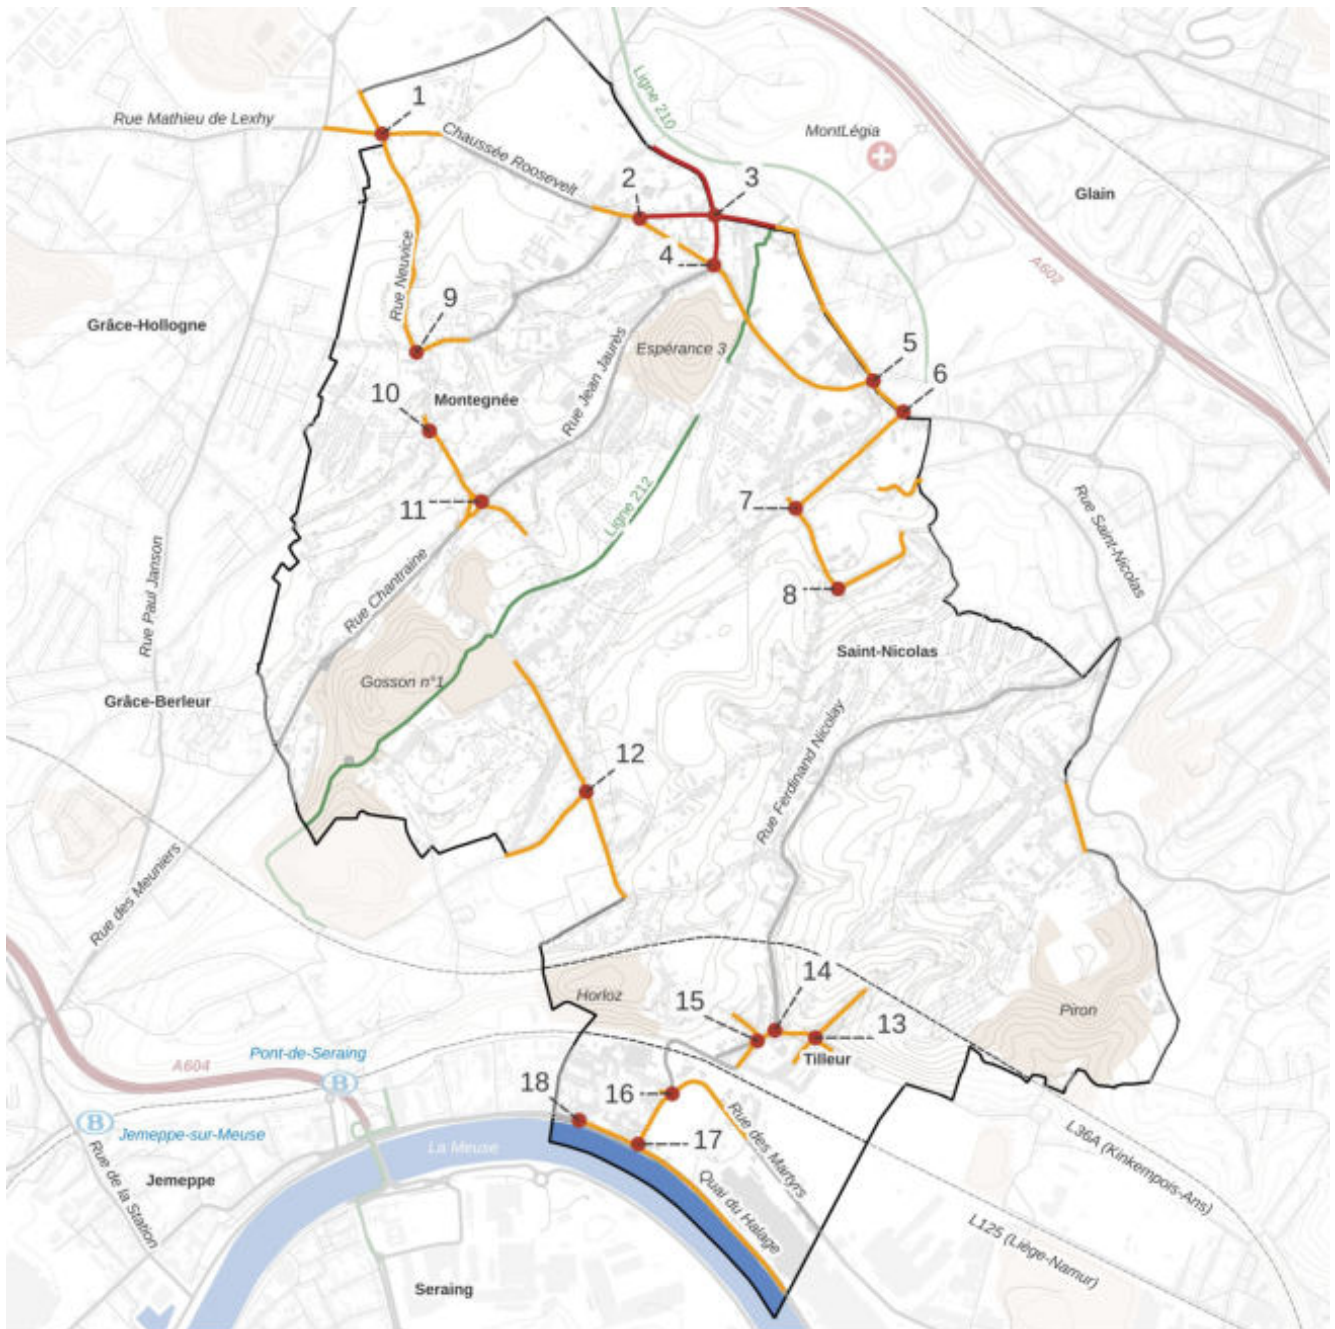 1
Rue Mathieu de Lexhy
Chaussée Roosevelt
Ligne 210
MontLégia
2
3
Glain
4
A602
Rue Neuvice
9
Grâce-Hollogne
Espérance 3
5
6
Rue Jean Jaurès
10
Montegnée
7
11
Ligne 212
Rue Saint-Nicolas
Rue Paul Janson
Rue Chantraine
8
Saint-Nicolas
Gosson n°1
Grâce-Berleur
12
Rue Ferdinand Nicolay
Rue des Meuniers
14
Horloz
15
13
Piron
Tilleur
Pont-de-Seraing
A604
B
18
16
B
Jemeppe-sur-Meuse
La Meuse
17
Rue des Martyrs
L36A (Kinkempois-Ans)
Jemeppe
Rue de la Station
Quai du Halage
L125 (Liège-Namur)
Seraing